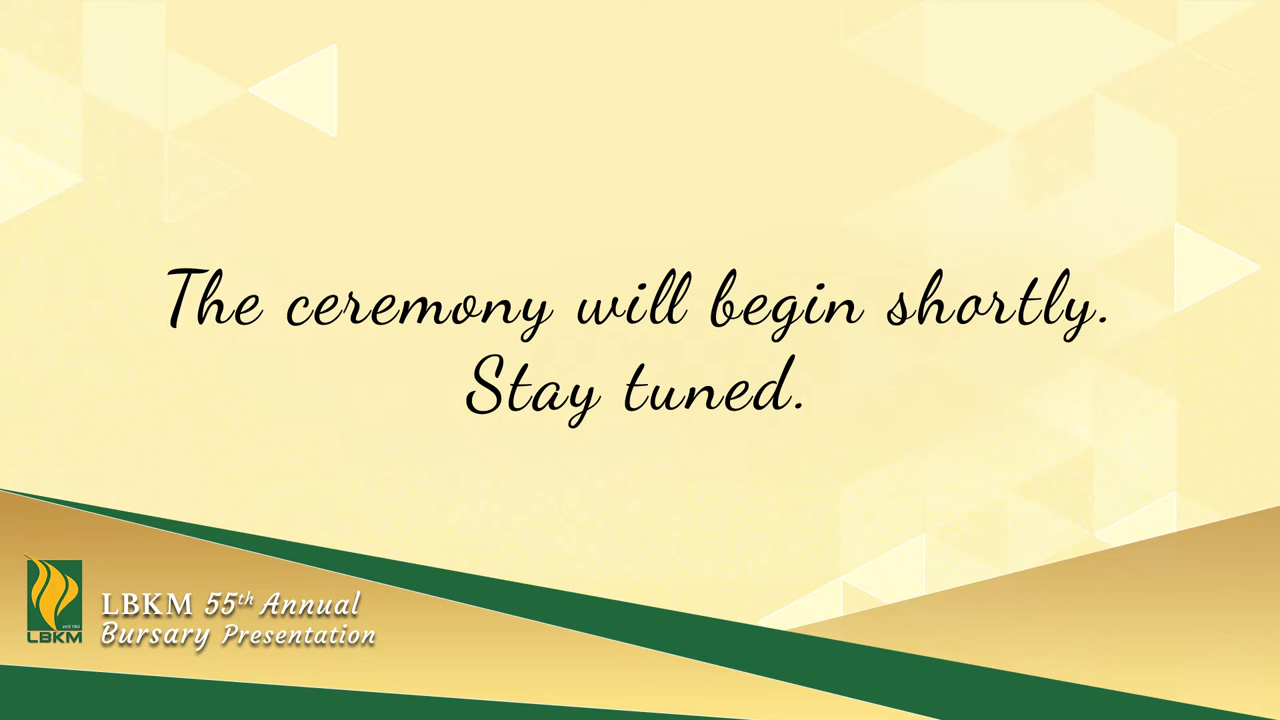 The ceremony will begin shortly.
Stay tuned.
LBKM 55th Annual
Bursary Presentation
LBKM